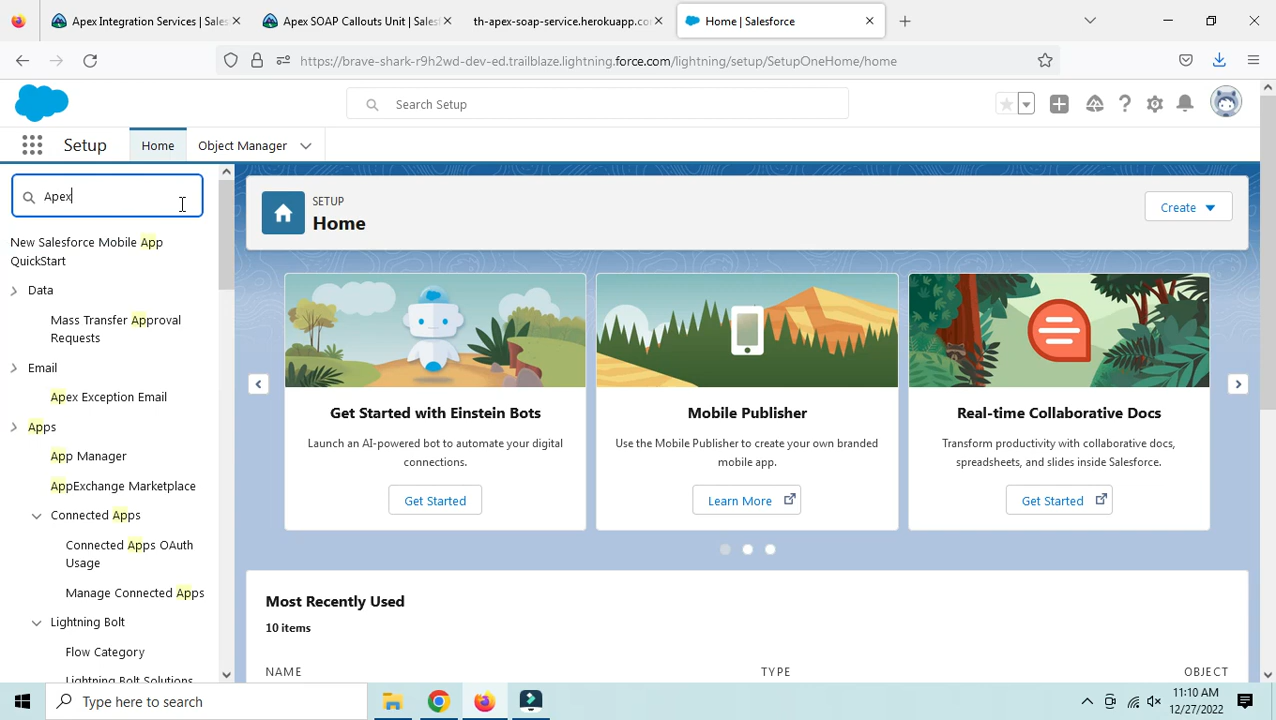 Apex Integration Services | Sales
Apex SOAP Callouts Unit | Sales
th-apex-soap-service.herokuapp.co
Home | Salesforce
https://brave-shark-r9h2wd-dev-ed.trailblaze.lightning.force.com/lightning/setup/SetupOneHome/home
Search Setup
Setup
Home
Object Manager
Apex
New Salesforce Mobile App
QuickStart
Data
Mass Transfer Approval
Requests
Email
Apex Exception Email
Apps
App Manager
AppExchange Marketplace
Connected Apps
Connected Apps OAuth
Usage
Manage Connected Apps
Lightning Bolt
Flow Category
Lightning Bolt Solutions
SETUP
Home
Create
Get Started with Einstein Bots
Launch an AI-powered bot to automate your digital
connections.
Get Started
Mobile Publisher
Use the Mobile Publisher to create your own branded
mobile app.
Learn More
Real-time Collaborative Docs
Transform productivity with collaborative docs,
spreadsheets, and slides inside Salesforce.
Get Started
Most Recently Used
10 items
NAME
TYPE
OBJECT
Type here to search
11:10 AM
12/27/2022